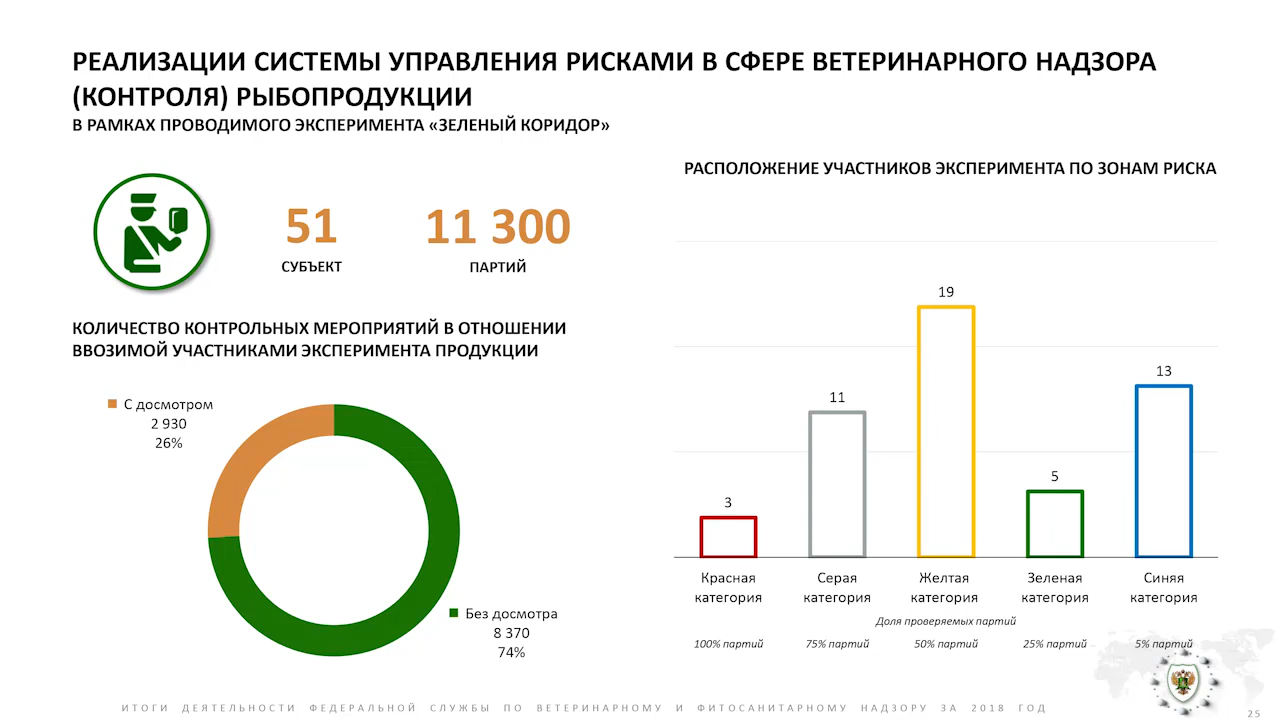 РЕАЛИЗАЦИИ СИСТЕМЫ УПРАВЛЕНИЯ РИСКАМИ В СФЕРЕ ВЕТЕРИНАРНОГО НАДЗОРА
(КОНТРОЛЯ) РЫБОПРОДУКЦИИ
В РАМКАХ ПРОВОДИМОГО ЭКСПЕРИМЕНТА «ЗЕЛЕНЫЙ КОРИДОР»
51
СУБЪЕКТ
11 300
ПАРТИЙ
КОЛИЧЕСТВО КОНТРОЛЬНЫХ МЕРОПРИЯТИЙ В ОТНОШЕНИИ
ВВОЗИМОЙ УЧАСТНИКАМИ ЭКСПЕРИМЕНТА ПРОДУКЦИИ
С досмотром
2 930
26%
Без досмотра
8 370
74%
РАСПОЛОЖЕНИЕ УЧАСТНИКОВ ЭКСПЕРИМЕНТА ПО ЗОНАМ РИСКА
3
11
19
5
13
Красная
категория
Серая
категория
Желтая
категория
Зеленая
категория
Синяя
категория
Доля проверяемых партий
100% партий
75% партий
50% партий
25% партий
5% партий
ИТОГИ ДЕЯТЕЛЬНОСТИ ФЕДЕРАЛЬНОЙ СЛУЖБЫ ПО ВЕТЕРИНАРНОМУ И ФИТОСАНИТАРНОМУ НАДЗОРУ ЗА 2018 ГОД
25